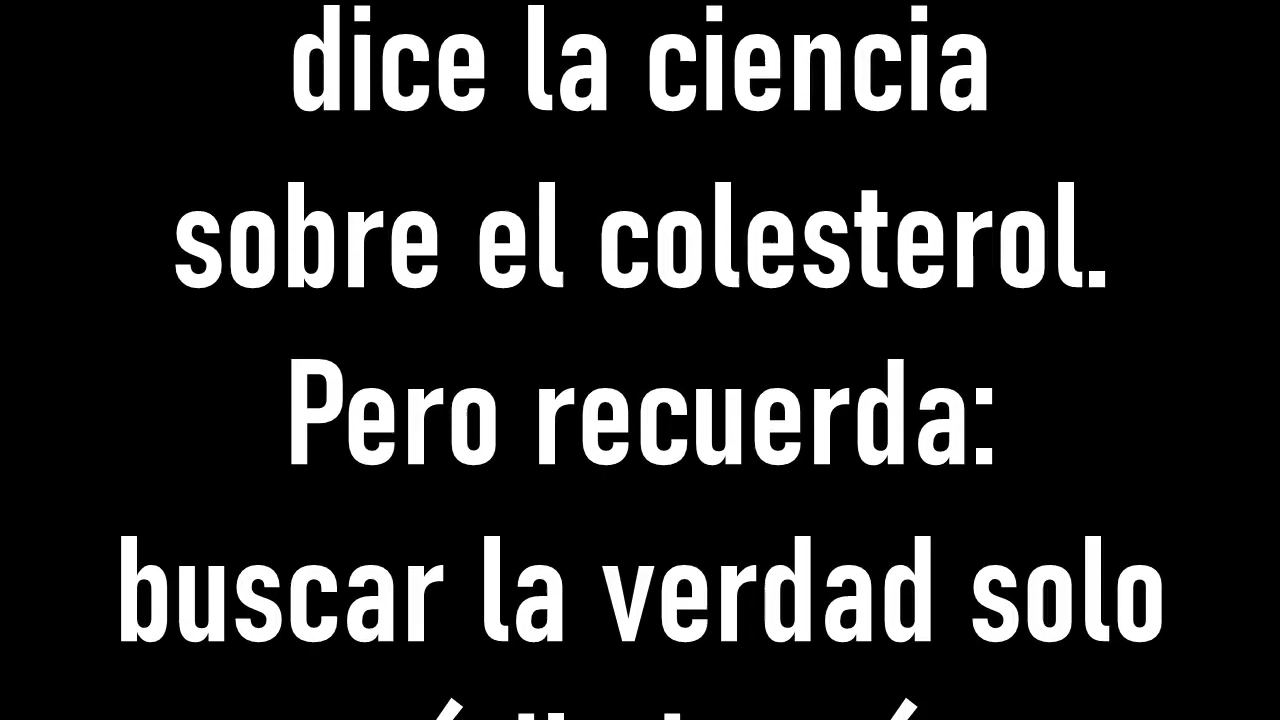 dice la ciencia
sobre el colesterol.
Pero recuerda:
buscar la verdad solo